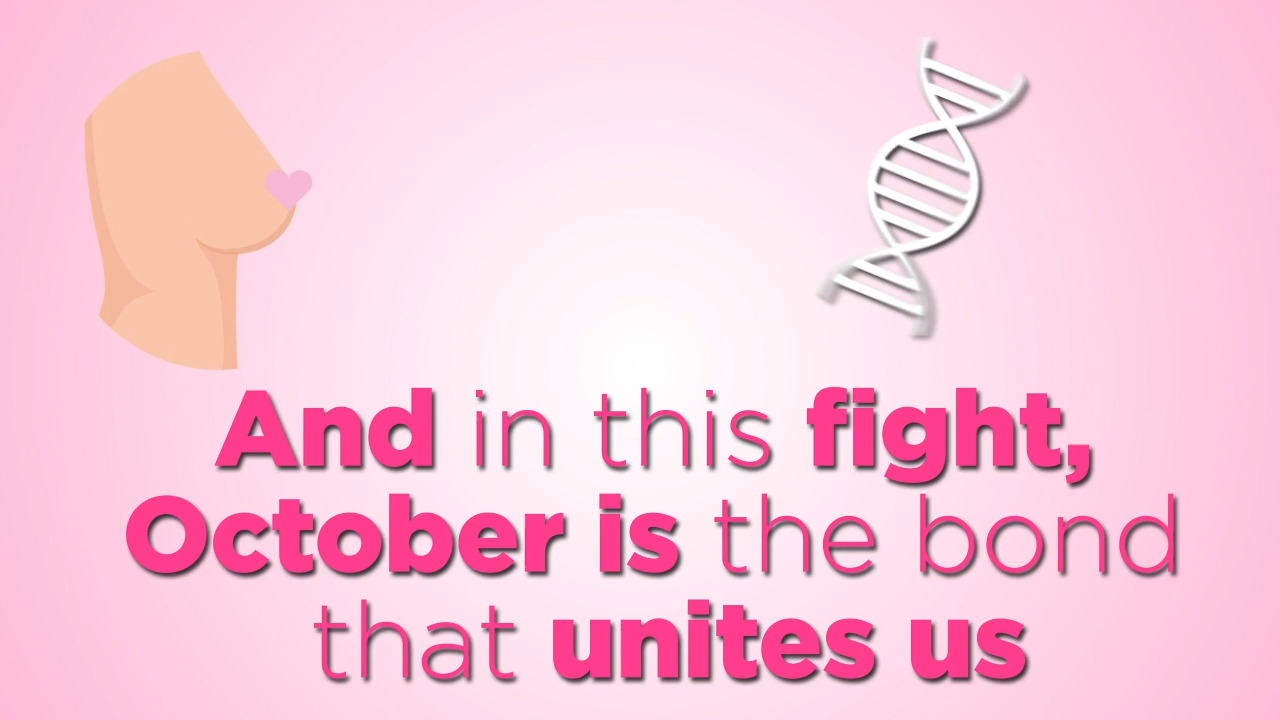 And in this fight,
October is the bond
that unites us